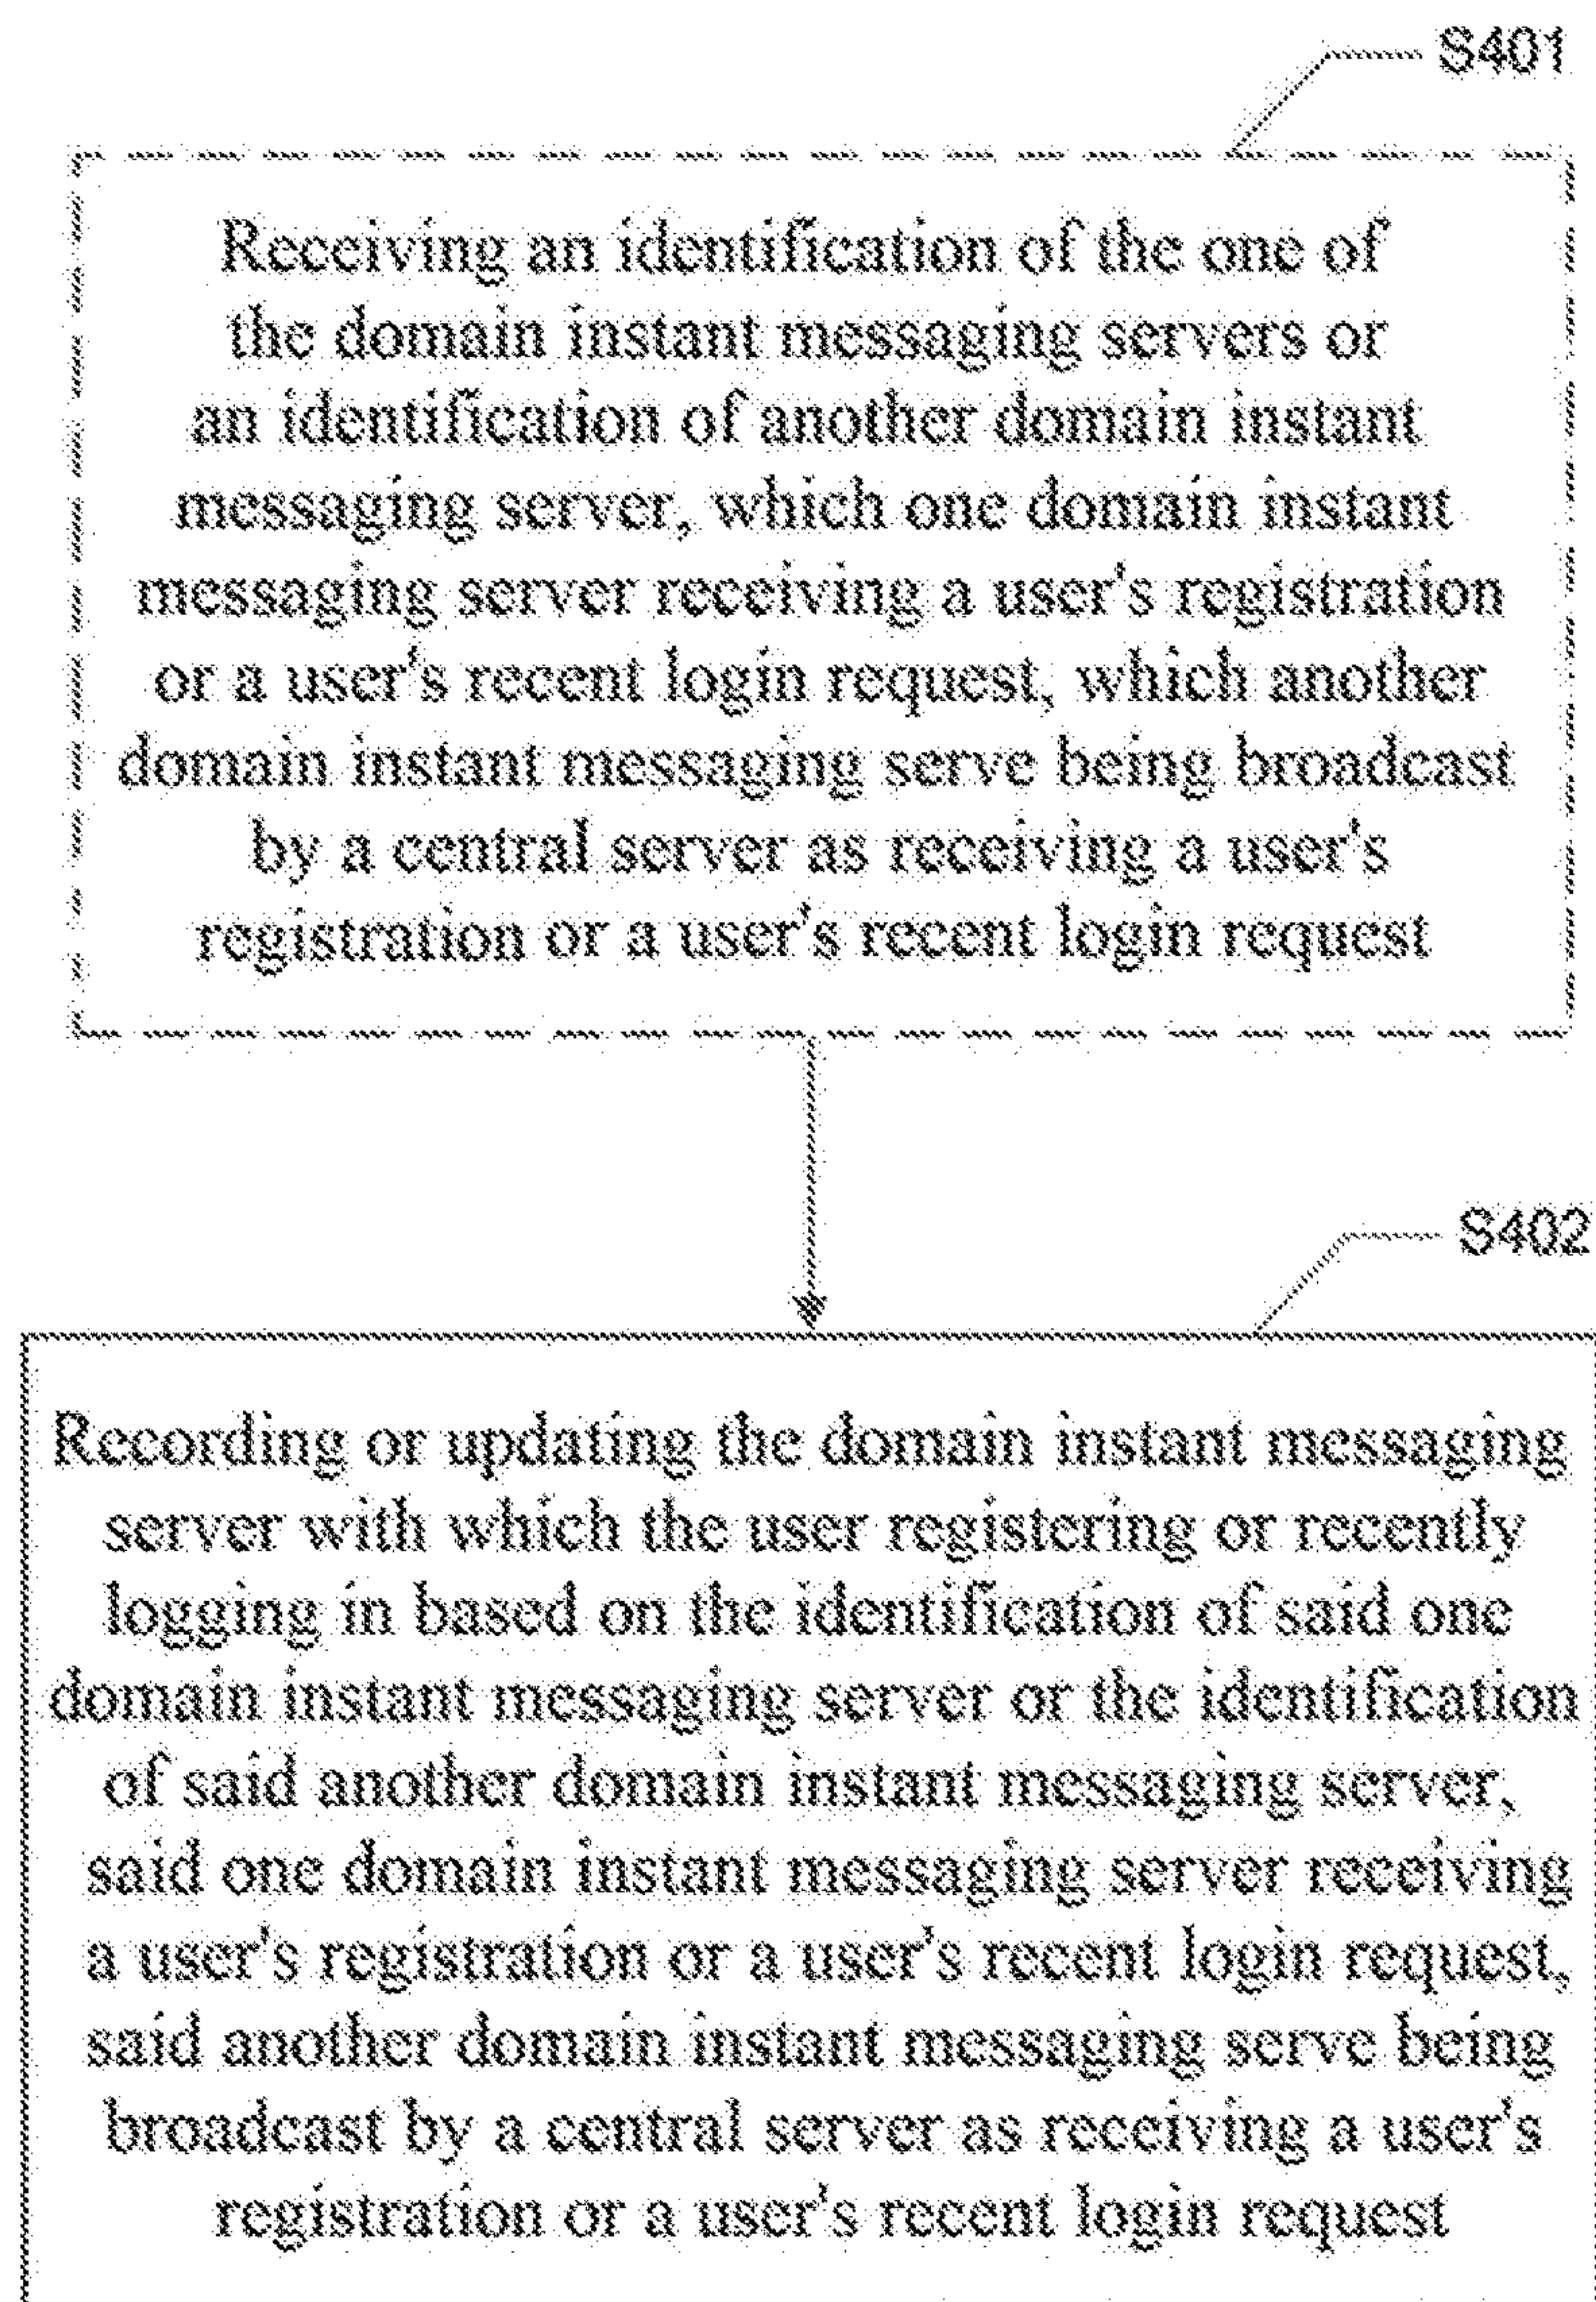 S401
Receiving an identification of the one of
the domain instant messaging servers or
an identification of another domain instant
messaging server, which one domain instant
messaging server receiving a user's registration
or a user's recent login request, which another
domain instant messaging serve being broadcast
by a central server as receiving a user's
registration or a user's recent login request
S402
Recording or updating the domain instant messaging
server with which the user registering or recently
logging in based on the identification of said one
domain instant messaging server or the identification
of said another domain instant messaging server,
said one domain instant messaging server receiving
a user's registration or a user's recent login request,
said another domain instant messaging serve being
broadcast by a central server as receiving a user's
registration or a user's recent login request